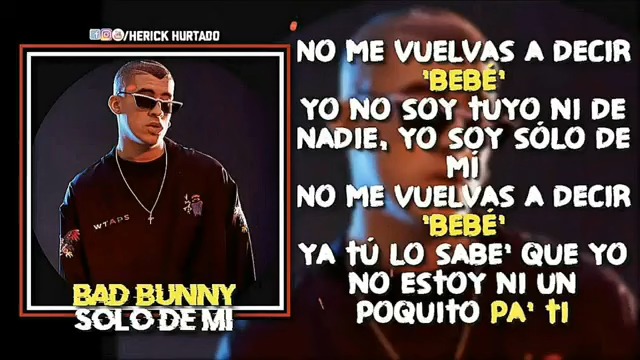 /HERICK HURTADO
WTAPS
BAD BUNNY
SOLO DE MI
NO ME VUELVAS A DECIR
'BEBÉ'
YO NO SOY TUYO NI DE
NADIE, YO SOY SÓLO DE
MÍ
NO ME VUELVAS A DECIR
'BEBÉ'
YA TÚ LO SABE' QUE YO
NO ESTOY NI UN
POQUITO PA' TI